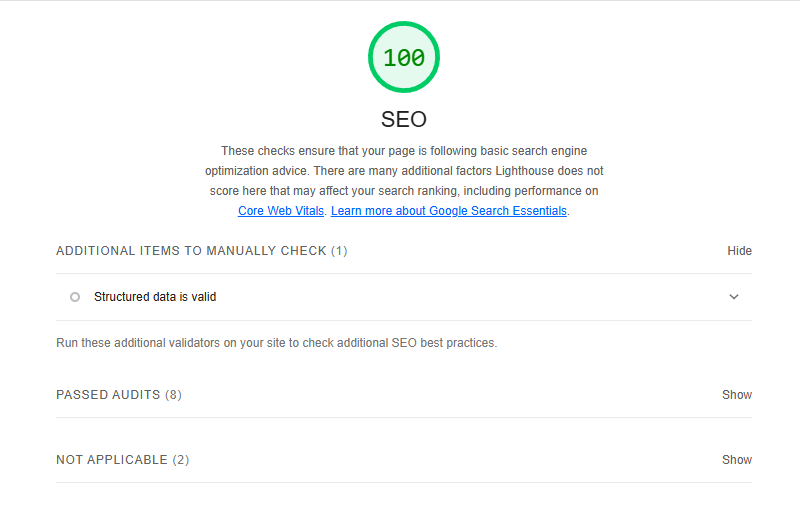 100
SEO
These checks ensure that your page is following basic search engine
optimization advice. There are many additional factors Lighthouse does not
score here that may affect your search ranking, including performance on
Core Web Vitals. Learn more about Google Search Essentials.
ADDITIONAL ITEMS TO MANUALLY CHECK (1) Hide
Structured data is valid
Run these additional validators on your site to check additional SEO best practices.
PASSED AUDITS (8) Show
NOT APPLICABLE (2) Show